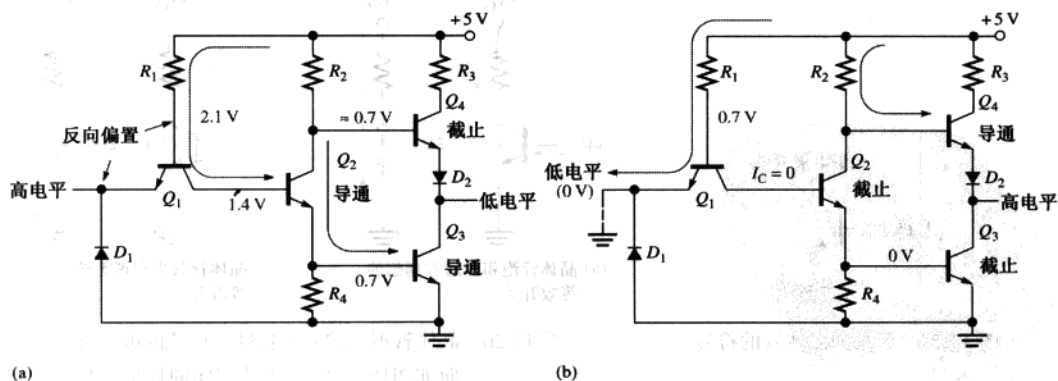 +5 V
R1
R2
R3
2.1 V
Q4
≈ 0.7 V
截止
反向偏置
Q2
导通
D2
高电平
Q1
1.4 V
低电平
Q3
D1
导通
0.7 V
R4
(a)
+5 V
R1
R2
R3
Q4
0.7 V
导通
低电平
(0 V)
Q2
IC = 0
截止
D2
Q1
高电平
Q3
D1
0 V
截止
R4
(b)